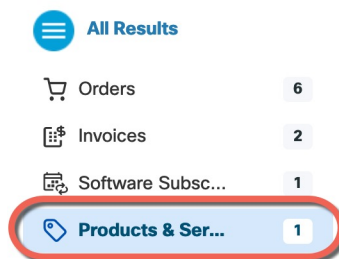 All Results
Orders 6
Invoices 2
Software Subsc... 1
Products & Ser... 1